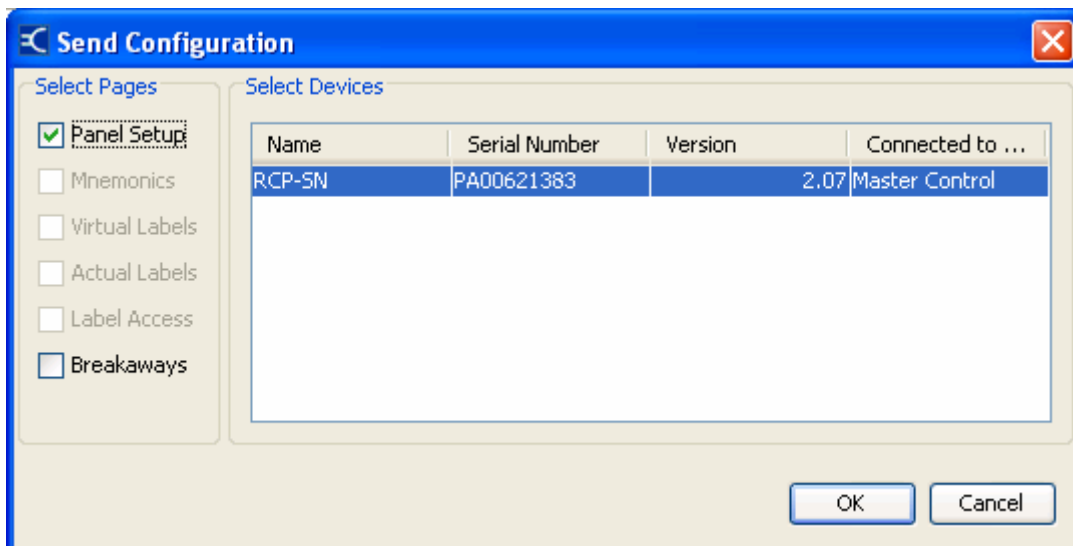 Send Configuration
Select Pages
Panel Setup
Mnemonics
Virtual Labels
Actual Labels
Label Access
Breakaways
Select Devices
Name Serial Number Version Connected to ...
RCP-SN PA00621383 2.07 Master Control
OK Cancel